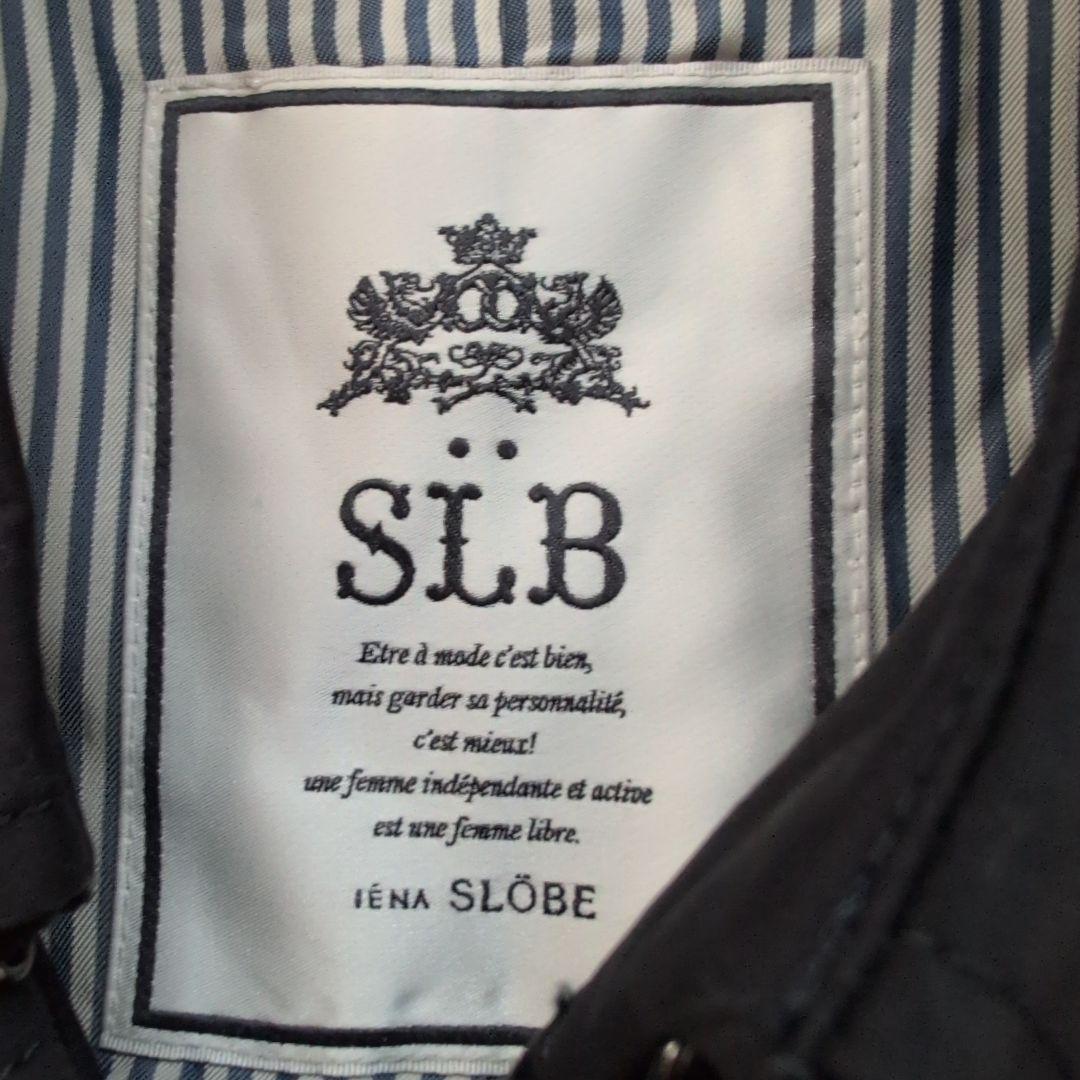 SL̈B
Etre à mode c'est bien,
mais garder sa personnalité,
c'est mieux!
une femme indépendante et active
est une femme libre.
IÉNA SLÖBE